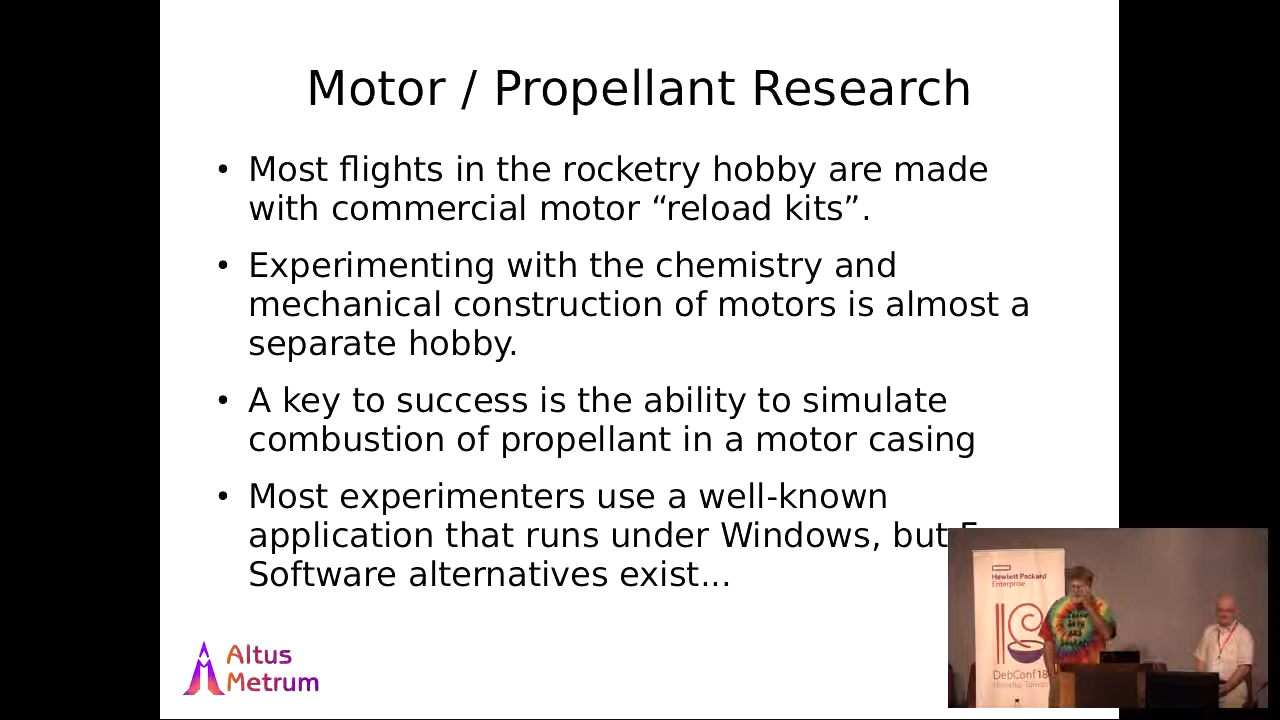 Motor / Propellant Research
• Most flights in the rocketry hobby are made
with commercial motor “reload kits”.
• Experimenting with the chemistry and
mechanical construction of motors is almost a
separate hobby.
• A key to success is the ability to simulate
combustion of propellant in a motor casing
• Most experimenters use a well-known
application that runs under Windows, but
Software alternatives exist...
Altus
Metrum
Hewlett Packard
Enterprise
DebConf18